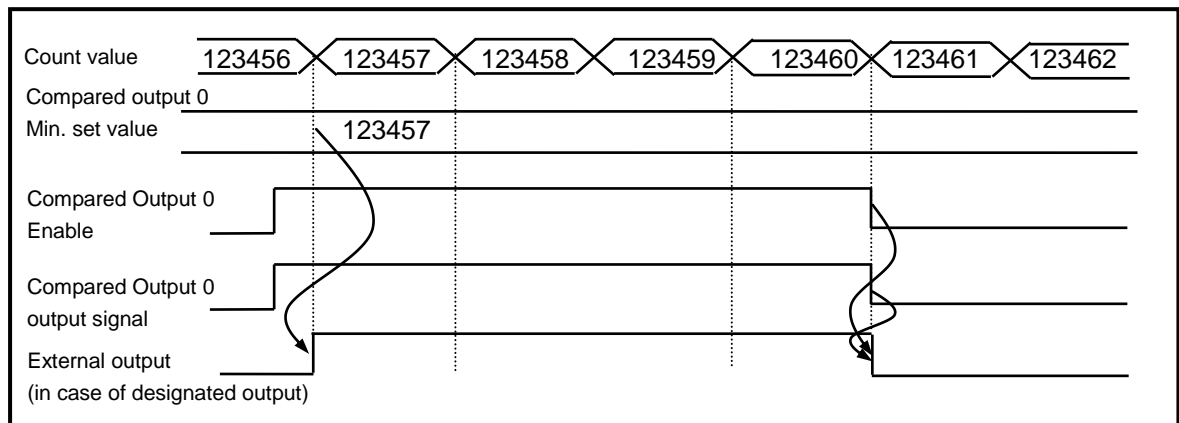 Count value 123456 123457 123458 123459 123460 123461 123462
Compared output 0
Min. set value 123457
Compared Output 0
Enable
Compared Output 0
output signal
External output
(in case of designated output)